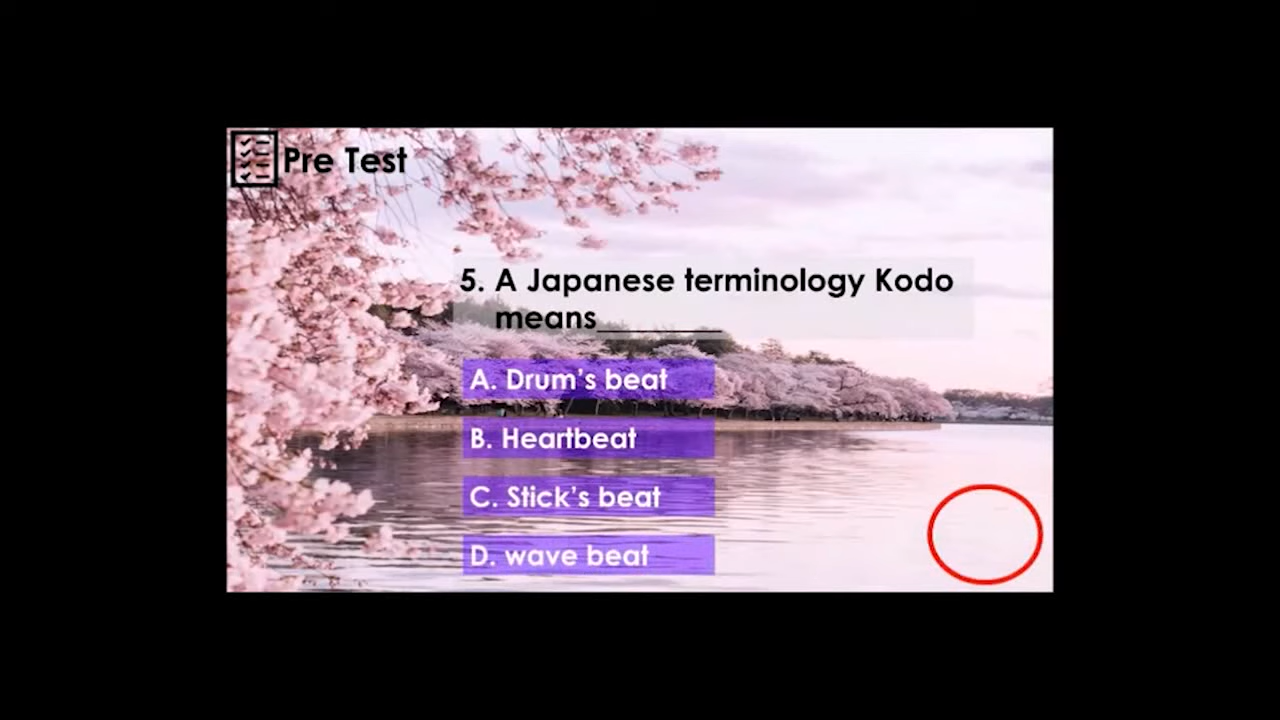 Pre Test
5. A Japanese terminology Kodo
means________
A. Drum's beat
B. Heartbeat
C. Stick's beat
D. wave beat